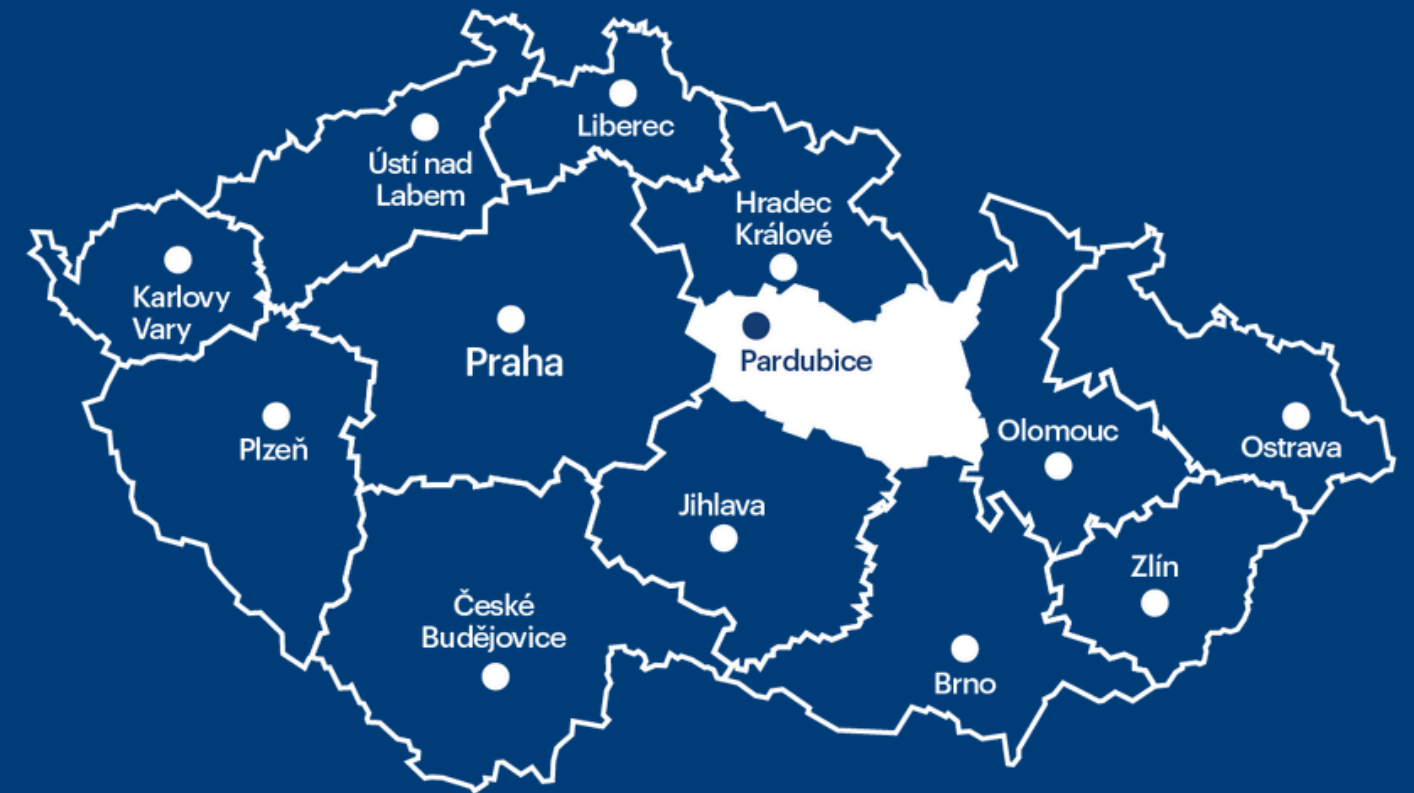 Liberec
Ústí nad
Labem
Hradec
Králové
Karlovy
Vary
Praha
Pardubice
Plzeň
Olomouc
Ostrava
Jihlava
Zlín
České
Budějovice
Brno